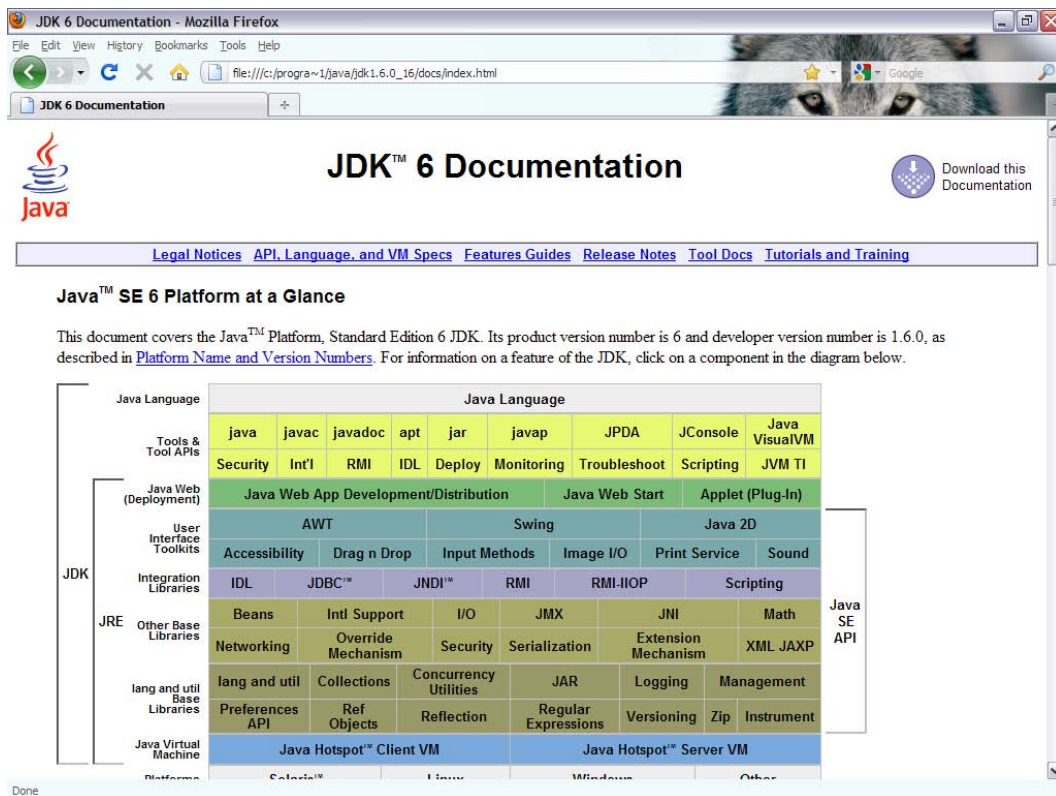 JDK 6 Documentation - Mozilla Firefox
File Edit View History Bookmarks Tools Help
file:///c:/progra~1/java/jdk1.6.0_16/docs/index.html
Google
JDK 6 Documentation
Java
JDK™ 6 Documentation
Download this
Documentation
Legal Notices API, Language, and VM Specs Features Guides Release Notes Tool Docs Tutorials and Training
Java™ SE 6 Platform at a Glance
This document covers the Java™ Platform, Standard Edition 6 JDK. Its product version number is 6 and developer version number is 1.6.0, as
described in Platform Name and Version Numbers. For information on a feature of the JDK, click on a component in the diagram below.
Java Language Java Language
Tools &
Tool APIs
java javac javadoc apt jar javap JPDA JConsole Java VisualVM
Security Int'l RMI IDL Deploy Monitoring Troubleshoot Scripting JVM TI
Java Web
(Deployment)
Java Web App Development/Distribution Java Web Start Applet (Plug-In)
User
Interface
Toolkits
AWT Swing Java 2D
Accessibility Drag n Drop Input Methods Image I/O Print Service Sound
JDK
Integration
Libraries
IDL JDBC™ JNDI™ RMI RMI-IIOP Scripting
JRE
Other Base
Libraries
Beans Intl Support I/O JMX JNI Math
Java
SE
API
Networking Override Mechanism Security Serialization Extension Mechanism XML JAXP
lang and util
Base
Libraries
lang and util Collections Concurrency Utilities JAR Logging Management
Preferences API Ref Objects Reflection Regular Expressions Versioning Zip Instrument
Java Virtual
Machine
Java Hotspot™ Client VM Java Hotspot™ Server VM
Platforms Solaris™ Linux Windows Other
Done